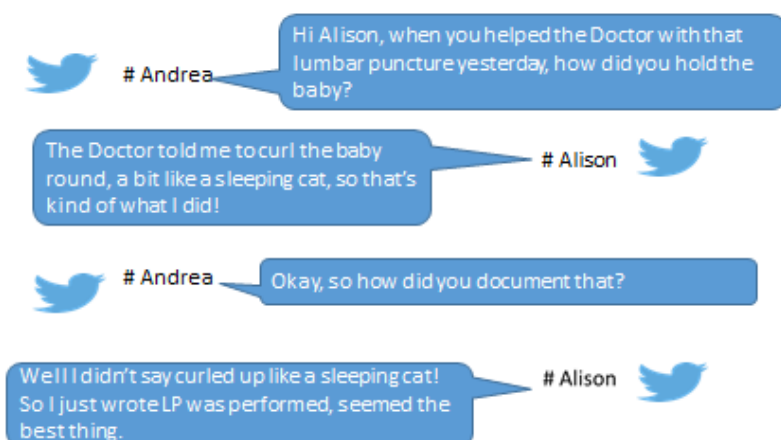 Hi Alison, when you helped the Doctor with that
# Andrea
lumbar puncture yesterday, how did you hold the
baby?
The Doctor told me to curl the baby
round, a bit like a sleeping cat, so that's
kind of what I did!
# Alison
# Andrea
Okay, so how did you document that?
Well I didn't say curled up like a sleeping cat!
So I just wrote LP was performed, seemed the
best thing.
# Alison